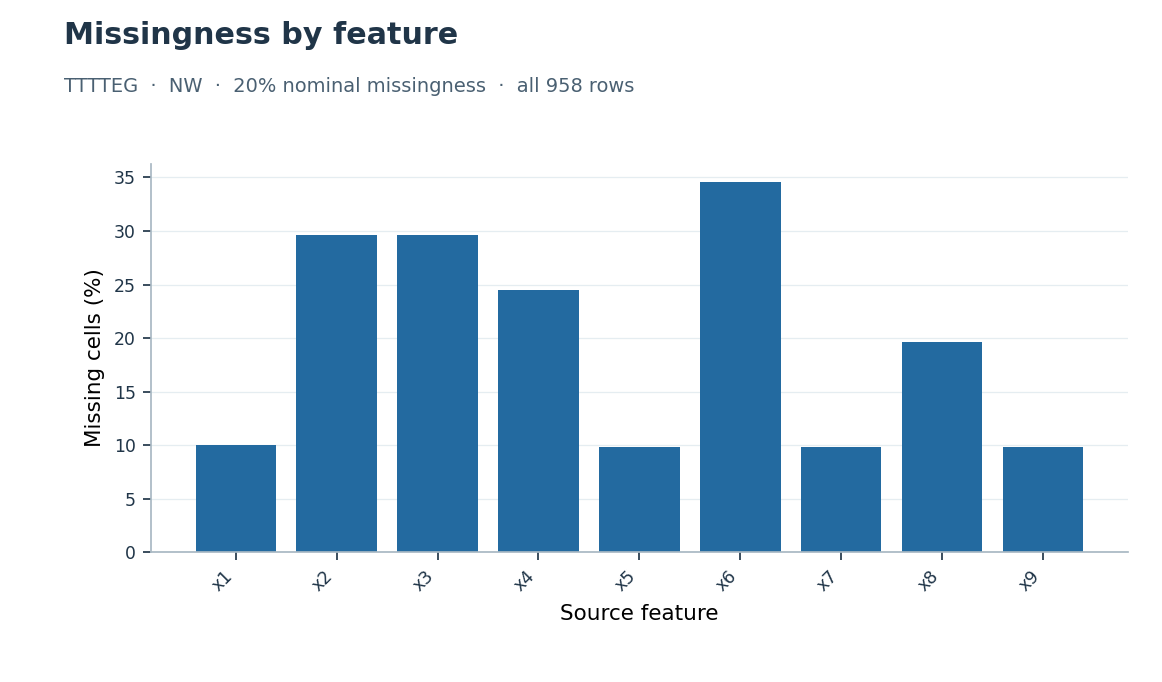 Missingness by feature
TTTTEG · NW · 20% nominal missingness · all 958 rows
Missing cells (%)
35
30
25
20
15
10
5
0
x1 x2 x3 x4 x5 x6 x7 x8 x9
Source feature